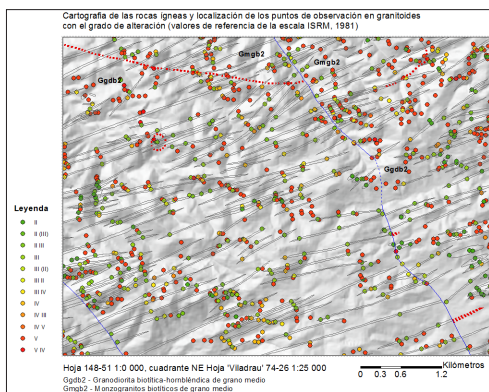 Cartografía de las rocas ígneas y localización de los puntos de observación en granitoides
con el grado de alteración (valores de referencia de la escala ISRM, 1981)
Gmgb2
Gmgb2
Ggdb2
Ggdb2
Leyenda
II
II (III)
II III
III
III (II)
III II
III IV
IV
IV III
IV V
V
V IV
Kilómetros
0 0.3 0.6 1.2
Hoja 148-51 1:0 000, cuadrante NE Hoja 'Viladrau' 74-26 1:25 000
Ggdb2 - Granodiorita biotítica-hornbléndica de grano medio
Gmgb2 - Monzogranitos biotíticos de grano medio